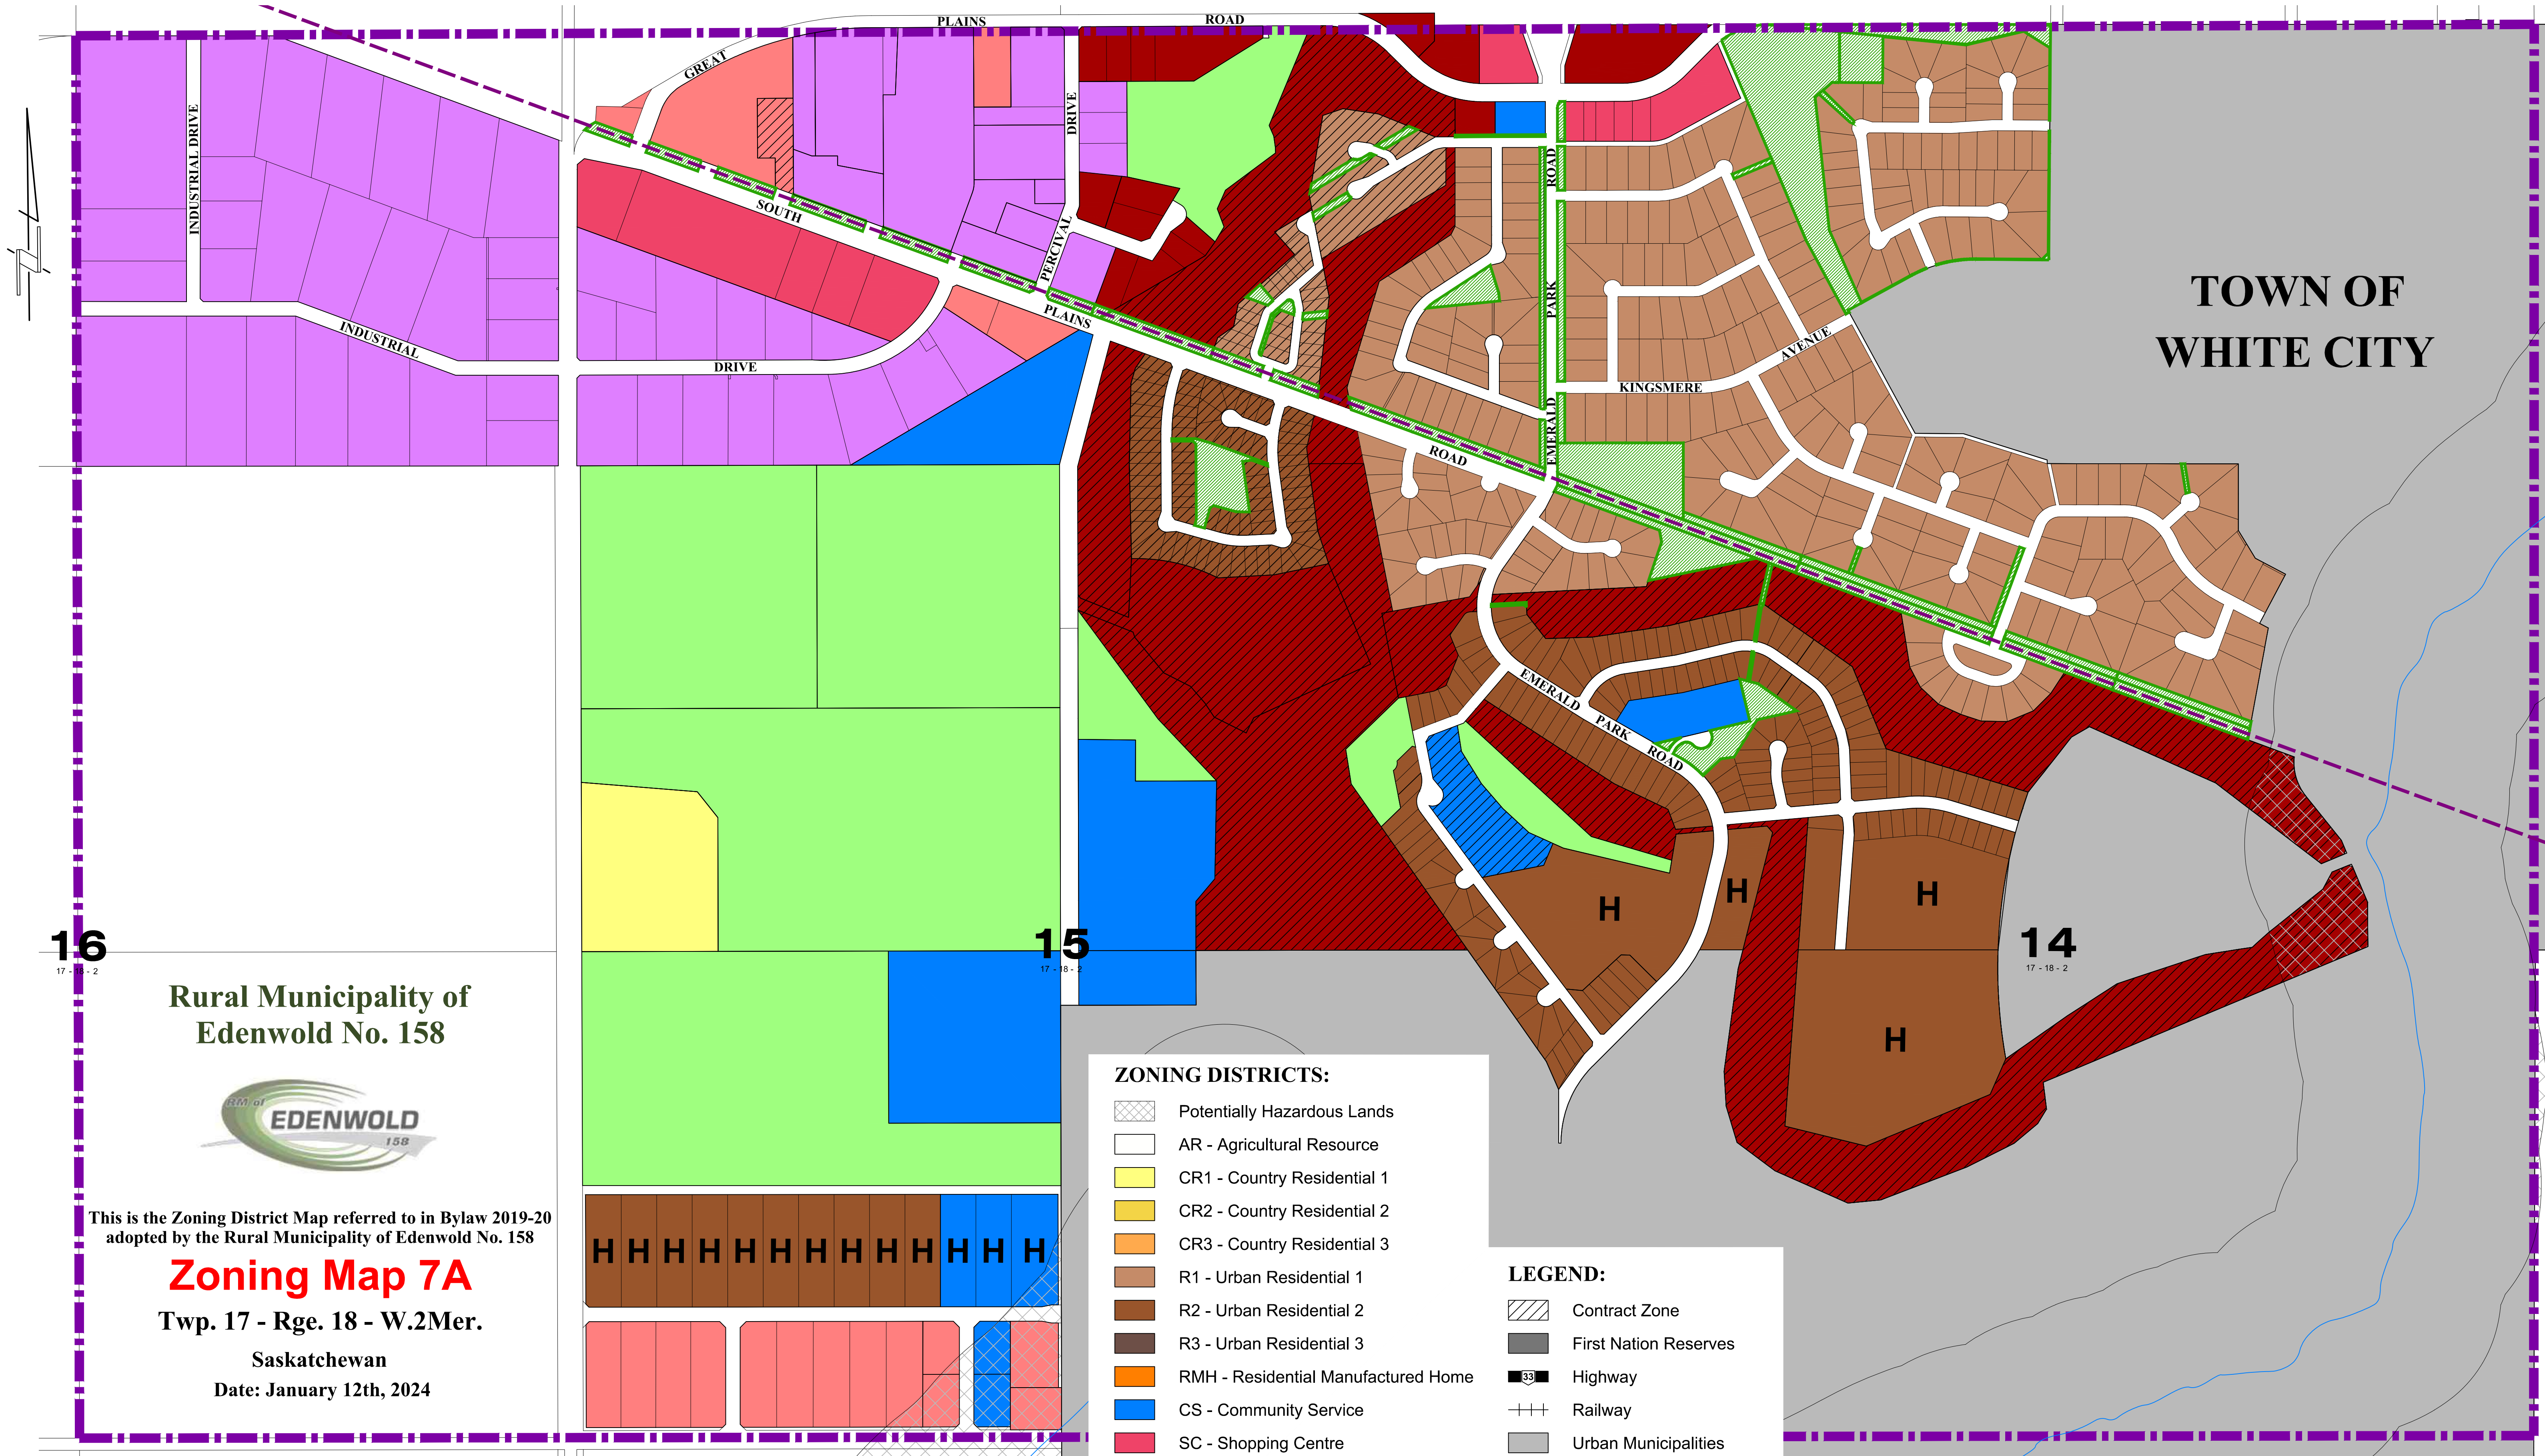 PLAINS
ROAD
GREAT
INDUSTRIAL DRIVE
DRIVE
PERCIVAL
SOUTH
PLAINS
ROAD
INDUSTRIAL
DRIVE
ROAD
PARK
EMERALD
KINGSMERE
AVENUE
TOWN OF
WHITE CITY
EMERALD
PARK
ROAD
H
H
H
H
16
17 - 18 - 2
15
17 - 18 - 2
14
17 - 18 - 2
Rural Municipality of
Edenwold No. 158
RM of
EDENWOLD
158
This is the Zoning District Map referred to in Bylaw 2019-20
adopted by the Rural Municipality of Edenwold No. 158
Zoning Map 7A
Twp. 17 - Rge. 18 - W.2Mer.
Saskatchewan
Date: January 12th, 2024
H H H H H H H H H H H H H
ZONING DISTRICTS:
Potentially Hazardous Lands
AR - Agricultural Resource
CR1 - Country Residential 1
CR2 - Country Residential 2
CR3 - Country Residential 3
R1 - Urban Residential 1
R2 - Urban Residential 2
R3 - Urban Residential 3
RMH - Residential Manufactured Home
CS - Community Service
SC - Shopping Centre
LEGEND:
Contract Zone
First Nation Reserves
33 Highway
Railway
Urban Municipalities